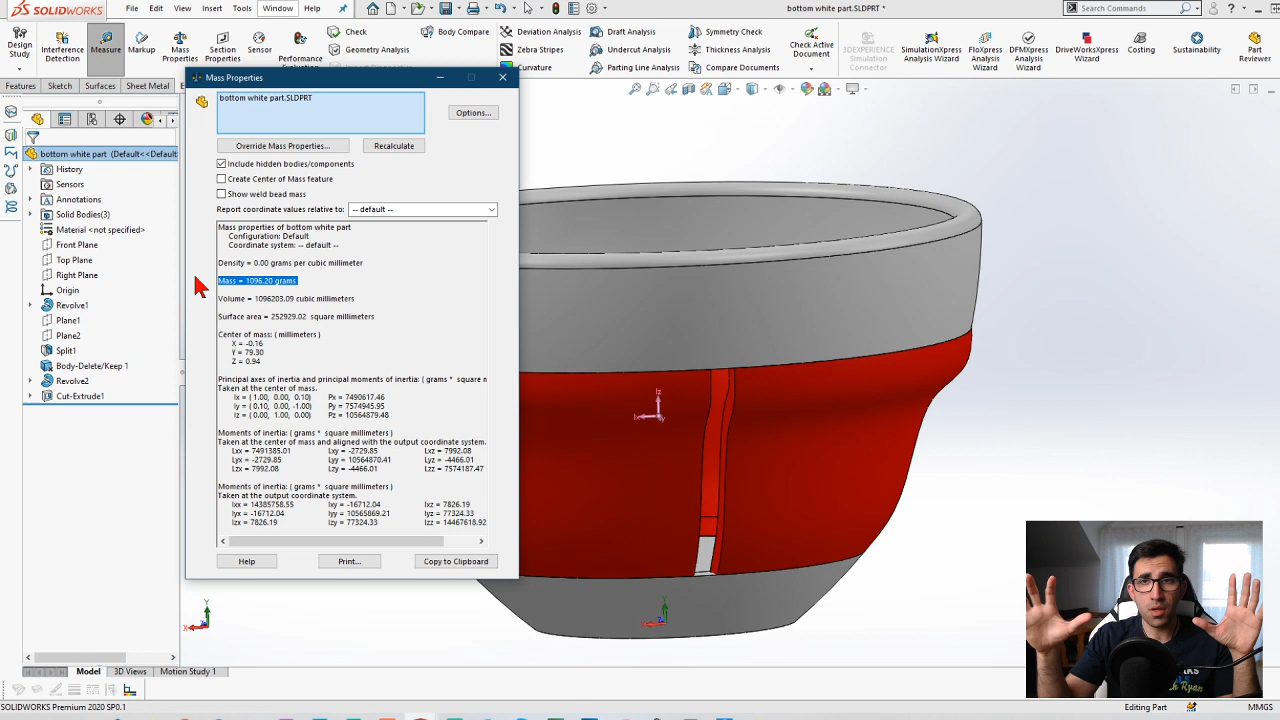 SOLIDWORKS File Edit View Insert Tools Window Help bottom white part.SLDPRT * Search Commands
Design Study
Interference Detection
Measure
Markup
Mass Properties
Section Properties
Sensor
Performance
Check
Geometry Analysis
Body Compare
Deviation Analysis
Zebra Stripes
Curvature
Draft Analysis
Undercut Analysis
Parting Line Analysis
Symmetry Check
Thickness Analysis
Compare Documents
Check Active Document
3DEXPERIENCE Simulation Connector
SimulationXpress Analysis Wizard
FloXpress Analysis Wizard
DFMXpress Analysis Wizard
DriveWorksXpress Wizard
Costing
Sustainability
Part Reviewer
Features Sketch Surfaces Sheet Metal
bottom white part (Default<<Default
History
Sensors
Annotations
Solid Bodies(3)
Material <not specified>
Front Plane
Top Plane
Right Plane
Origin
Revolve1
Plane1
Plane2
Split1
Body-Delete/Keep 1
Revolve2
Cut-Extrude1
Mass Properties
bottom white part.SLDPRT
Options...
Override Mass Properties... Recalculate
Include hidden bodies/components
Create Center of Mass feature
Show weld bead mass
Report coordinate values relative to: -- default --
Mass properties of bottom white part
Configuration: Default
Coordinate system: -- default --
Density = 0.00 grams per cubic millimeter
Mass = 1096.20 grams
Volume = 1096203.09 cubic millimeters
Surface area = 252929.02 square millimeters
Center of mass: ( millimeters )
X = -0.16
Y = 79.30
Z = 0.94
Principal axes of inertia and principal moments of inertia: ( grams * square m
Taken at the center of mass.
Ix = ( 1.00, 0.00, 0.10) Px = 7490617.46
Iy = ( 0.10, 0.00, -1.00) Py = 7574945.95
Iz = ( 0.00, 1.00, 0.00) Pz = 10564879.48
Moments of inertia: ( grams * square millimeters )
Taken at the center of mass and aligned with the output coordinate system.
Lxx = 7491385.01 Lxy = -2729.85 Lxz = 7992.08
Lyx = -2729.85 Lyy = 10564870.41 Lyz = -4466.01
Lzx = 7992.08 Lzy = -4466.01 Lzz = 7574187.47
Moments of inertia: ( grams * square millimeters )
Taken at the output coordinate system.
Ixx = 14385758.55 Ixy = -16712.04 Ixz = 7826.19
Iyx = -16712.04 Iyy = 10565869.21 Iyz = 77324.33
Izx = 7826.19 Izy = 77324.33 Izz = 14467618.92
Help Print... Copy to Clipboard
Iz
Ix
Iy
Y
X
Z
Y
X
Z
Model 3D Views Motion Study 1
SOLIDWORKS Premium 2020 SP0.1 Editing Part MMGS